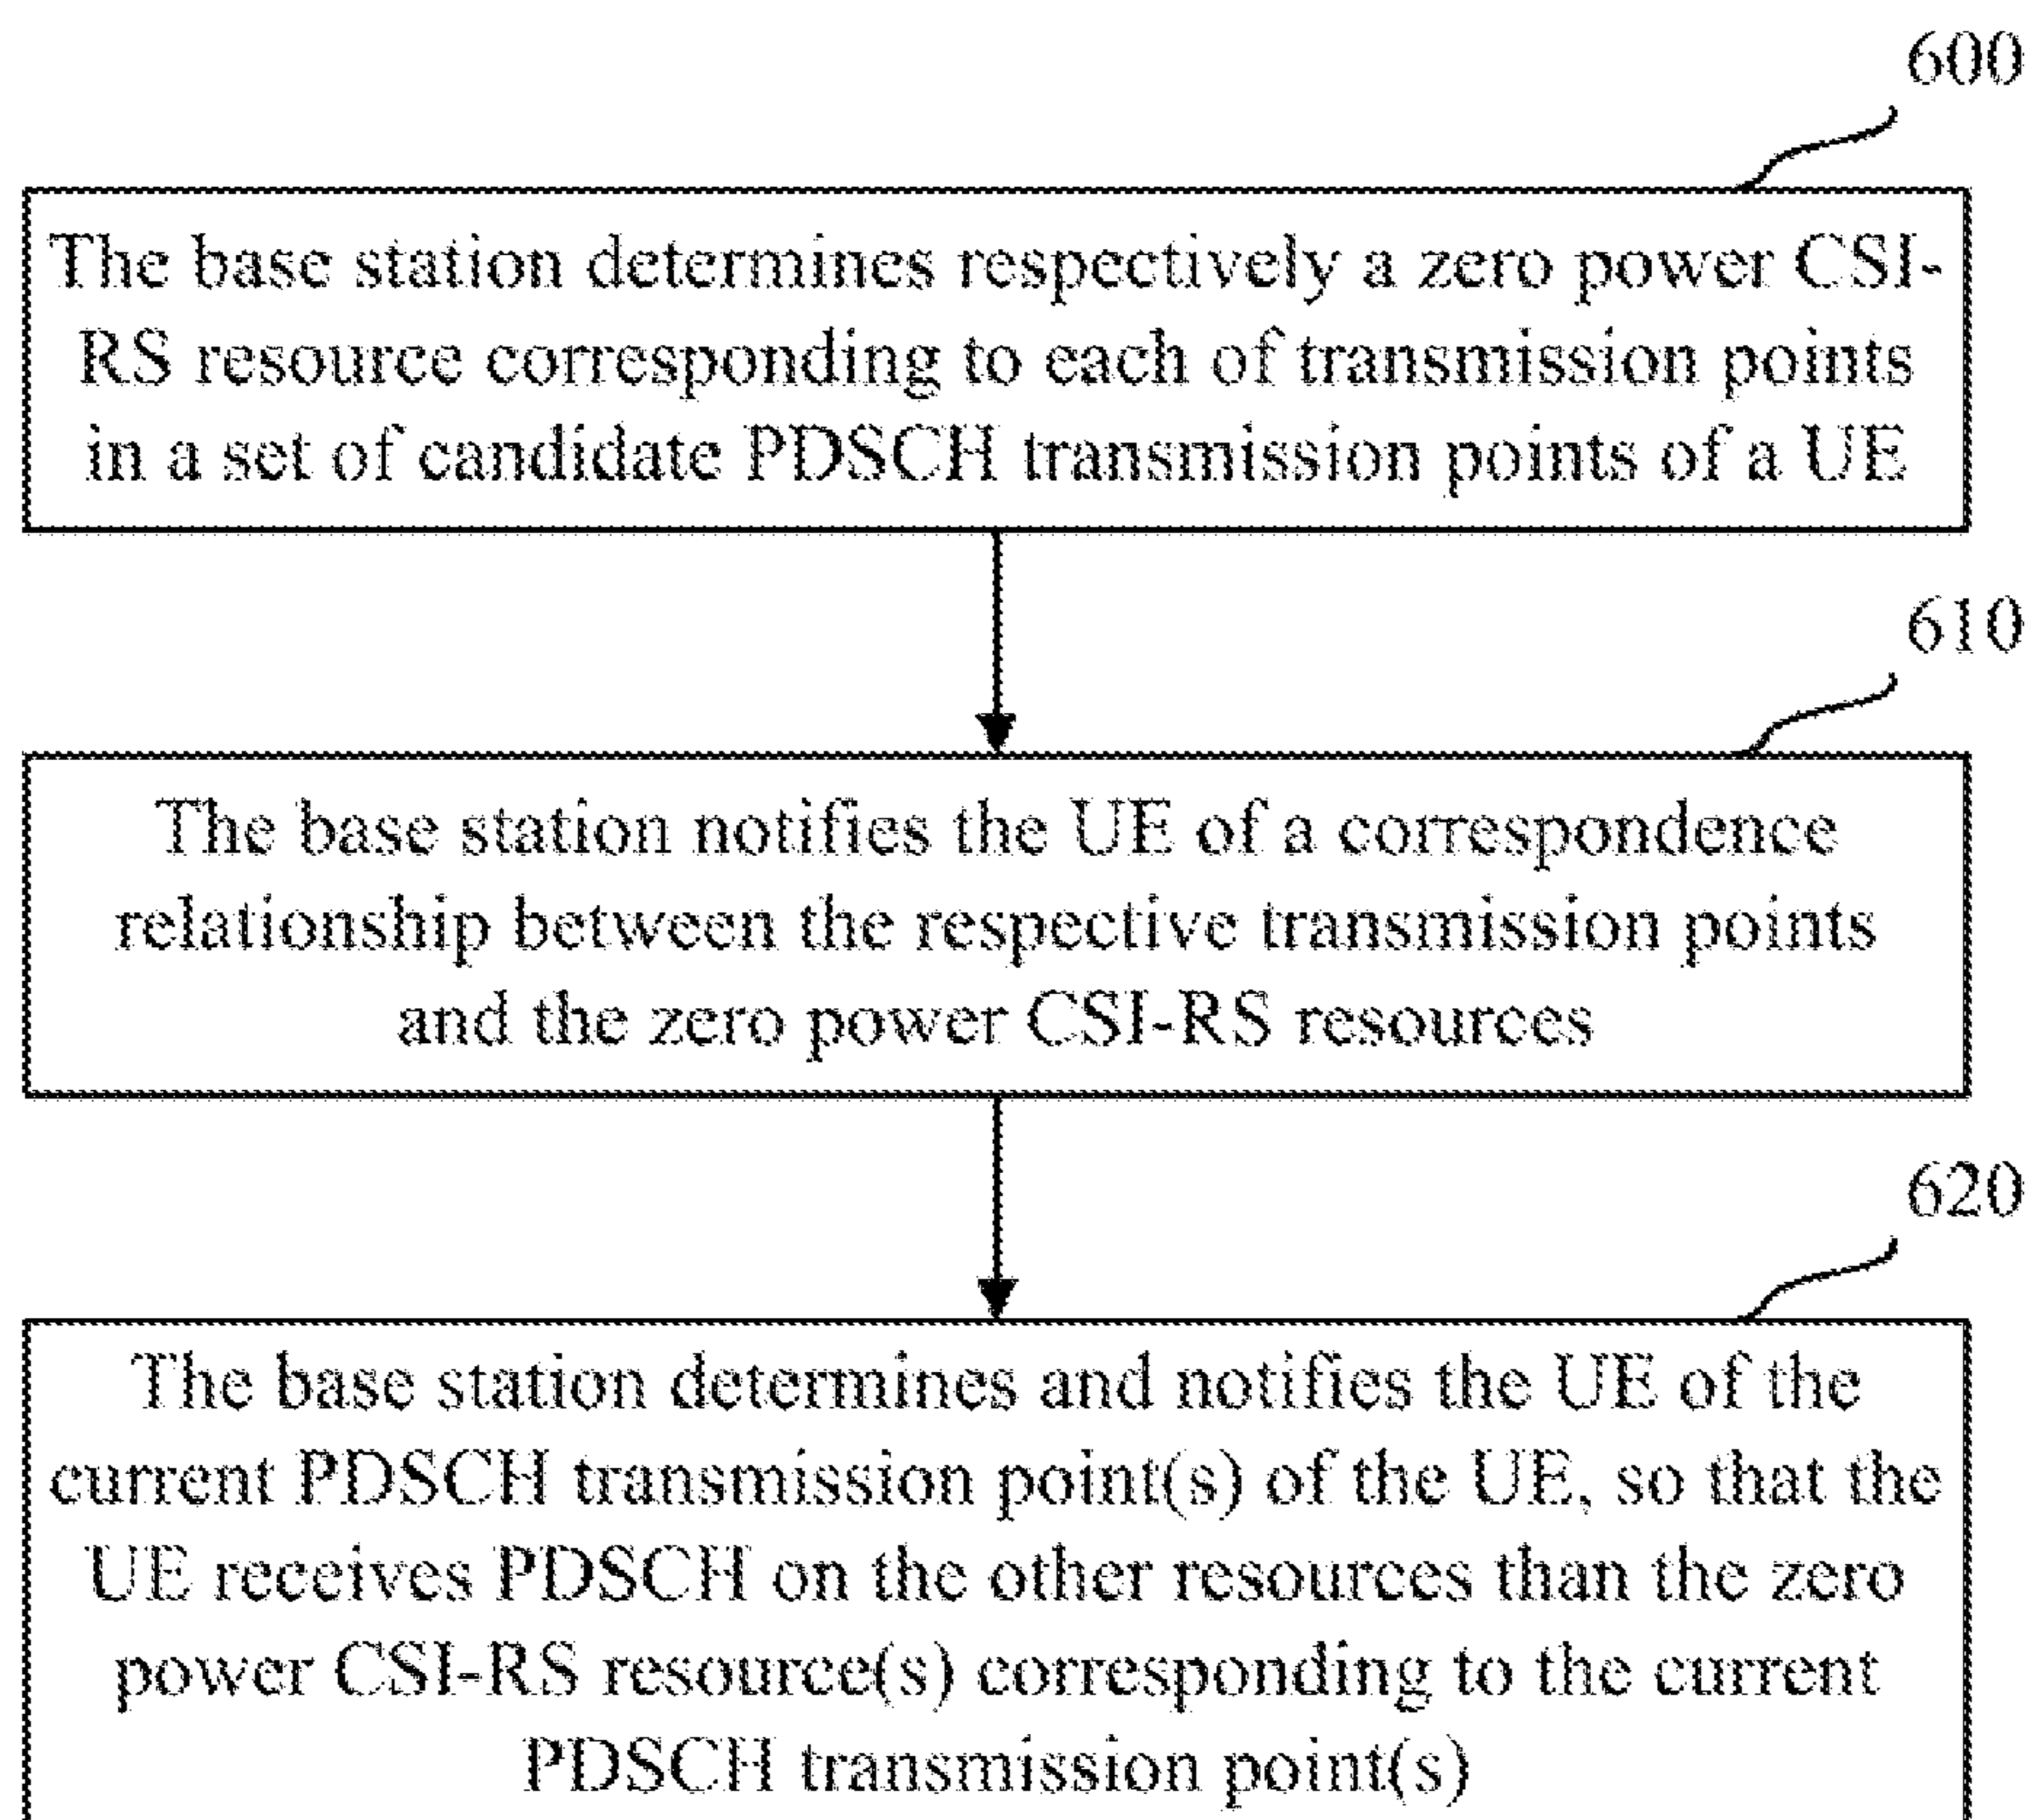 600
The base station determines respectively a zero power CSI-
RS resource corresponding to each of transmission points
in a set of candidate PDSCH transmission points of a UE
610
The base station notifies the UE of a correspondence
relationship between the respective transmission points
and the zero power CSI-RS resources
620
The base station determines and notifies the UE of the
current PDSCH transmission point(s) of the UE, so that the
UE receives PDSCH on the other resources than the zero
power CSI-RS resource(s) corresponding to the current
PDSCH transmission point(s)